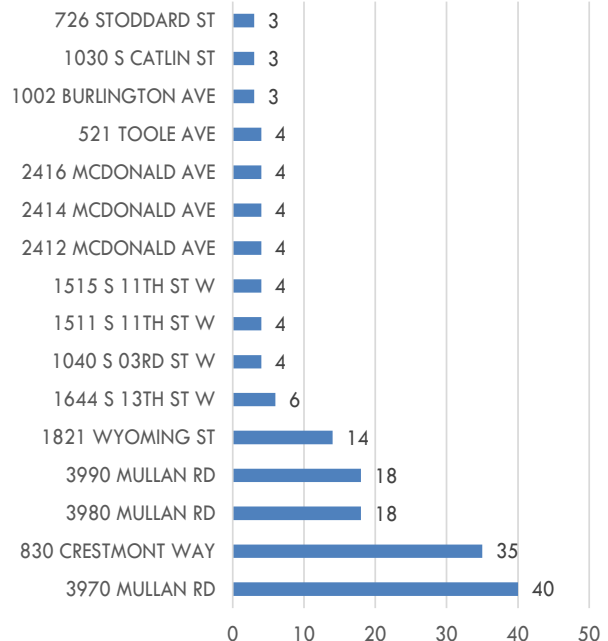 726 STODDARD ST 3
1030 S CATLIN ST 3
1002 BURLINGTON AVE 3
521 TOOLE AVE 4
2416 MCDONALD AVE 4
2414 MCDONALD AVE 4
2412 MCDONALD AVE 4
1515 S 11TH ST W 4
1511 S 11TH ST W 4
1040 S 03RD ST W 4
1644 S 13TH ST W 6
1821 WYOMING ST 14
3990 MULLAN RD 18
3980 MULLAN RD 18
830 CRESTMONT WAY 35
3970 MULLAN RD 40
0 10 20 30 40 50